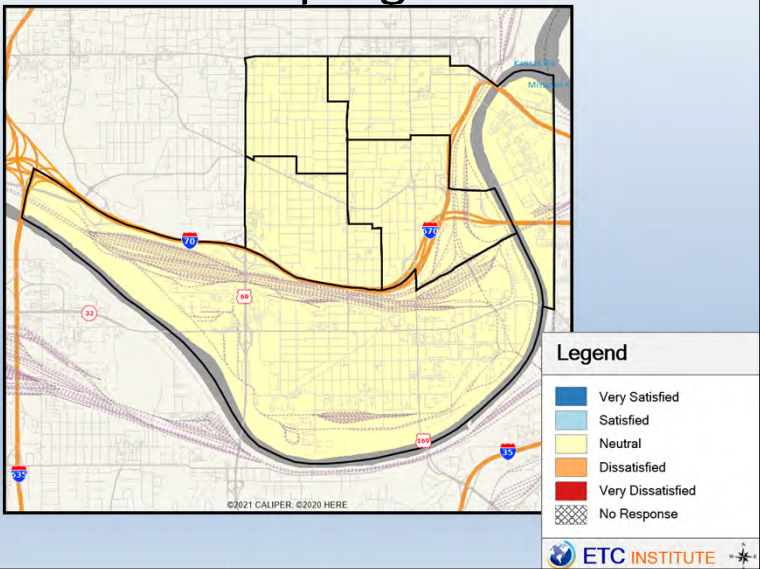 Kansas Riv
Missouri R
70
670
69
32
169
635
35
©2021 CALIPER; ©2020 HERE
Legend
Very Satisfied
Satisfied
Neutral
Dissatisfied
Very Dissatisfied
No Response
ETC INSTITUTE